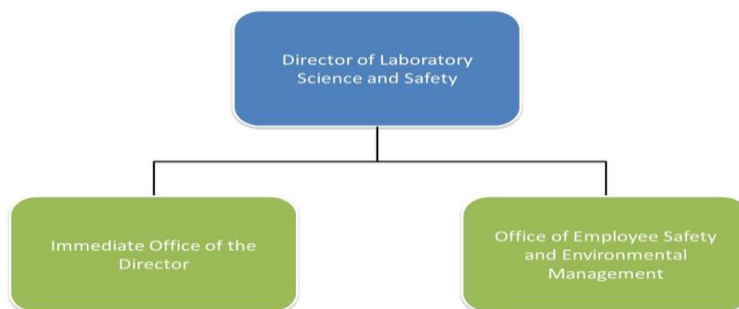 Director of Laboratory
Science and Safety
Immediate Office of the
Director
Office of Employee Safety
and Environmental
Management